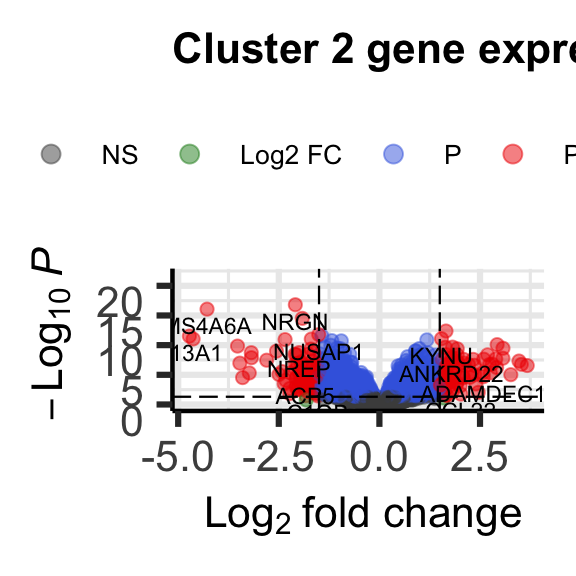 Cluster 2 gene expre
NS Log2 FC P P
– Log10 P
20
15
10
5
0
MS4A6A NRGN
13A1 NUSAP1 KYNU
NREP ANKRD22
ACP5 ADAMDEC1
-5.0 -2.5 0.0 2.5
Log2 fold change